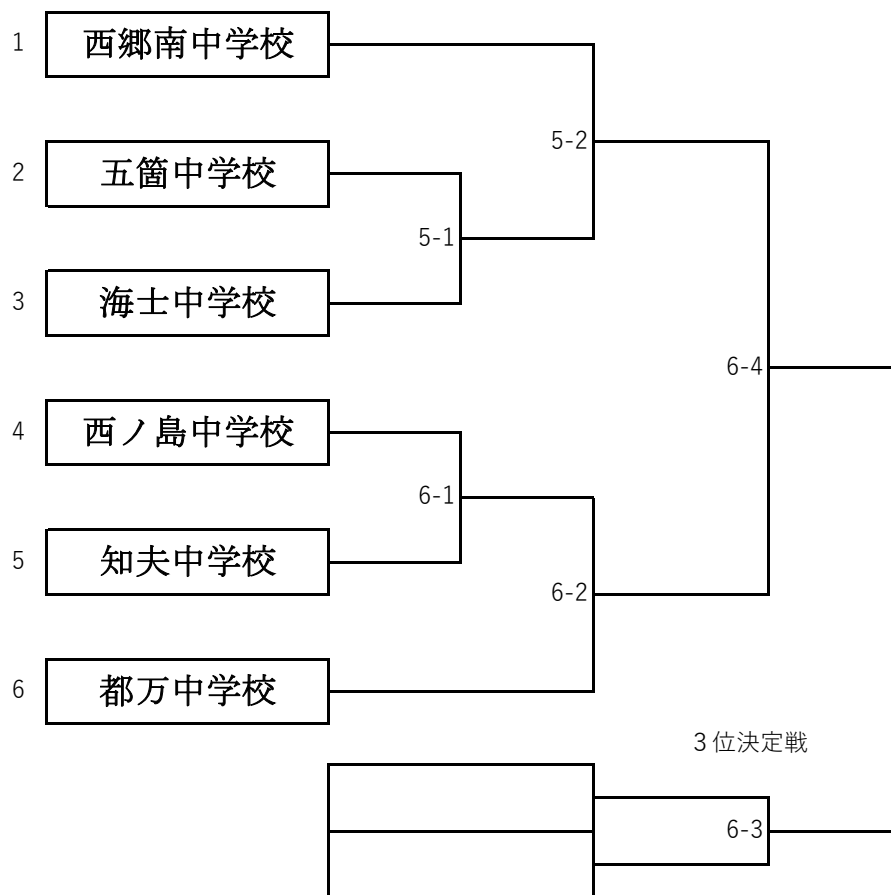 1 西郷南中学校
5-2
2 五箇中学校
5-1
3 海士中学校
6-4
4 西ノ島中学校
6-1
5 知夫中学校
6-2
6 都万中学校
3位決定戦
6-3